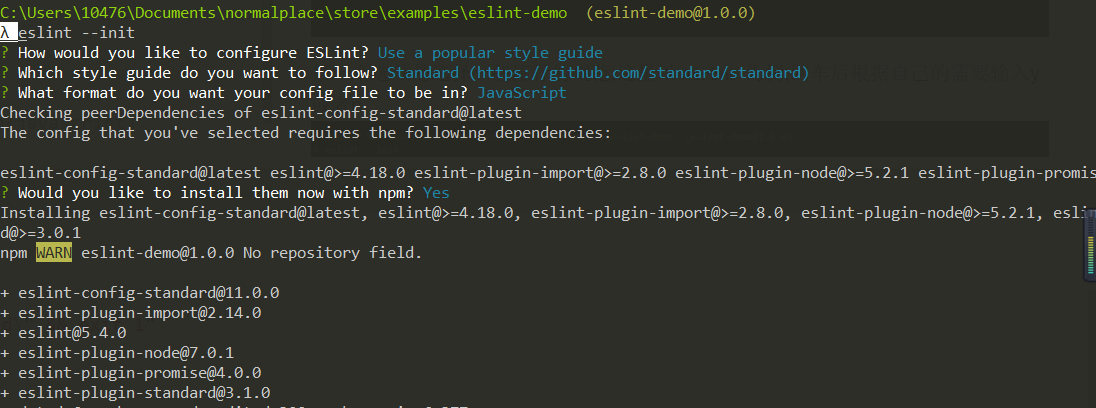 C:\Users\10476\Documents\normalplace\store\examples\eslint-demo (eslint-demo@1.0.0)
λ eslint --init
? How would you like to configure ESLint? Use a popular style guide
? Which style guide do you want to follow? Standard (https://github.com/standard/standard)
? What format do you want your config file to be in? JavaScript
Checking peerDependencies of eslint-config-standard@latest
The config that you've selected requires the following dependencies:
eslint-config-standard@latest eslint@>=4.18.0 eslint-plugin-import@>=2.8.0 eslint-plugin-node@>=5.2.1 eslint-plugin-promis
? Would you like to install them now with npm? Yes
Installing eslint-config-standard@latest, eslint@>=4.18.0, eslint-plugin-import@>=2.8.0, eslint-plugin-node@>=5.2.1, esli
d@>=3.0.1
npm WARN eslint-demo@1.0.0 No repository field.
+ eslint-config-standard@11.0.0
+ eslint-plugin-import@2.14.0
+ eslint@5.4.0
+ eslint-plugin-node@7.0.1
+ eslint-plugin-promise@4.0.0
+ eslint-plugin-standard@3.1.0